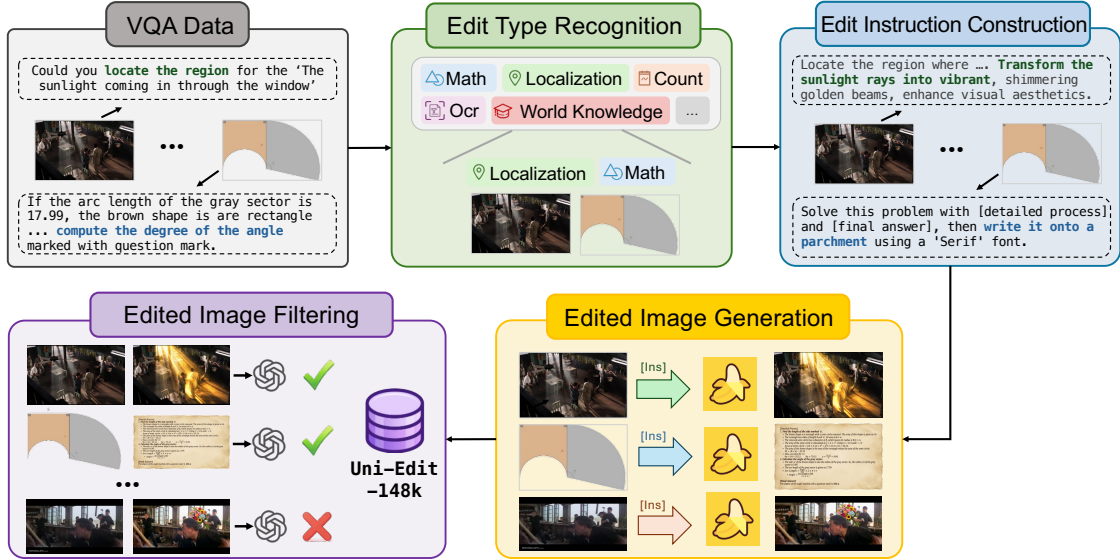 VQA Data
Could you locate the region for the ‘The
sunlight coming in through the window’
If the arc length of the gray sector is
17.99, the brown shape is are rectangle
... compute the degree of the angle
marked with question mark.
Edit Type Recognition
Math
Localization
Count
Ocr
World Knowledge
...
Localization
Math
Edit Instruction Construction
Locate the region where …. Transform the
sunlight rays into vibrant, shimmering
golden beams, enhance visual aesthetics.
Solve this problem with [detailed process]
and [final answer], then write it onto a
parchment using a 'Serif' font.
Edited Image Filtering
Uni-Edit
-148k
Edited Image Generation
[Ins]
[Ins]
[Ins]